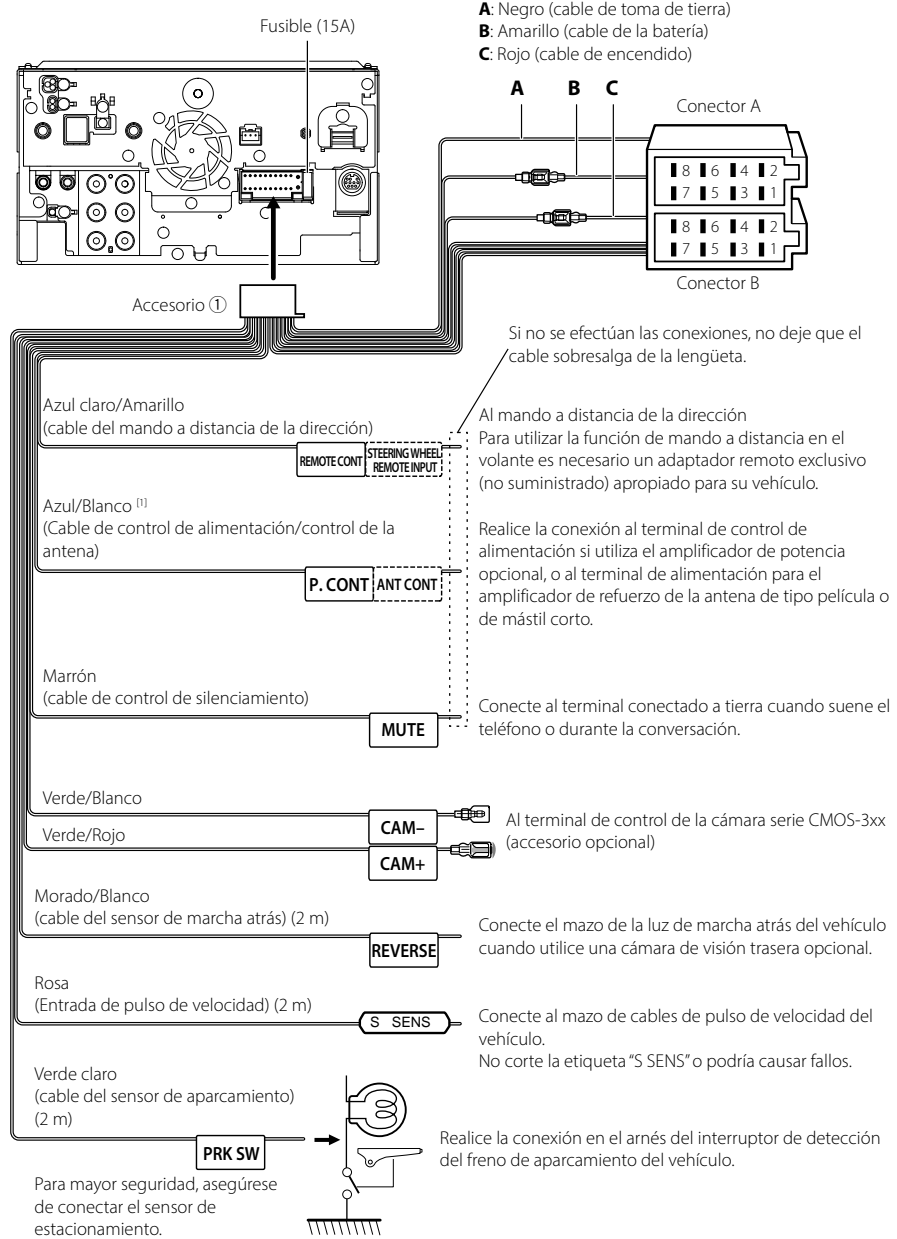 A: Negro (cable de toma de tierra)
B: Amarillo (cable de la batería)
C: Rojo (cable de encendido)
Fusible (15A)
A B C
Conector A
8 6 4 2
7 5 3 1
8 6 4 2
7 5 3 1
Conector B
Accesorio ①
Si no se efectúan las conexiones, no deje que el
cable sobresalga de la lengüeta.
Azul claro/Amarillo
(cable del mando a distancia de la dirección)
REMOTE CONT
STEERING WHEEL
REMOTE INPUT
Al mando a distancia de la dirección
Para utilizar la función de mando a distancia en el
volante es necesario un adaptador remoto exclusivo
(no suministrado) apropiado para su vehículo.
Azul/Blanco [1]
(Cable de control de alimentación/control de la
antena)
P. CONT
ANT CONT
Realice la conexión al terminal de control de
alimentación si utiliza el amplificador de potencia
opcional, o al terminal de alimentación para el
amplificador de refuerzo de la antena de tipo película o
de mástil corto.
Marrón
(cable de control de silenciamiento)
MUTE
Conecte al terminal conectado a tierra cuando suene el
teléfono o durante la conversación.
Verde/Blanco
CAM–
Verde/Rojo
CAM+
Al terminal de control de la cámara serie CMOS-3xx
(accesorio opcional)
Morado/Blanco
(cable del sensor de marcha atrás) (2 m)
REVERSE
Conecte el mazo de la luz de marcha atrás del vehículo
cuando utilice una cámara de visión trasera opcional.
Rosa
(Entrada de pulso de velocidad) (2 m)
S SENS
Conecte al mazo de cables de pulso de velocidad del
vehículo.
No corte la etiqueta "S SENS" o podría causar fallos.
Verde claro
(cable del sensor de aparcamiento)
(2 m)
PRK SW
Realice la conexión en el arnés del interruptor de detección
del freno de aparcamiento del vehículo.
Para mayor seguridad, asegúrese
de conectar el sensor de
estacionamiento.